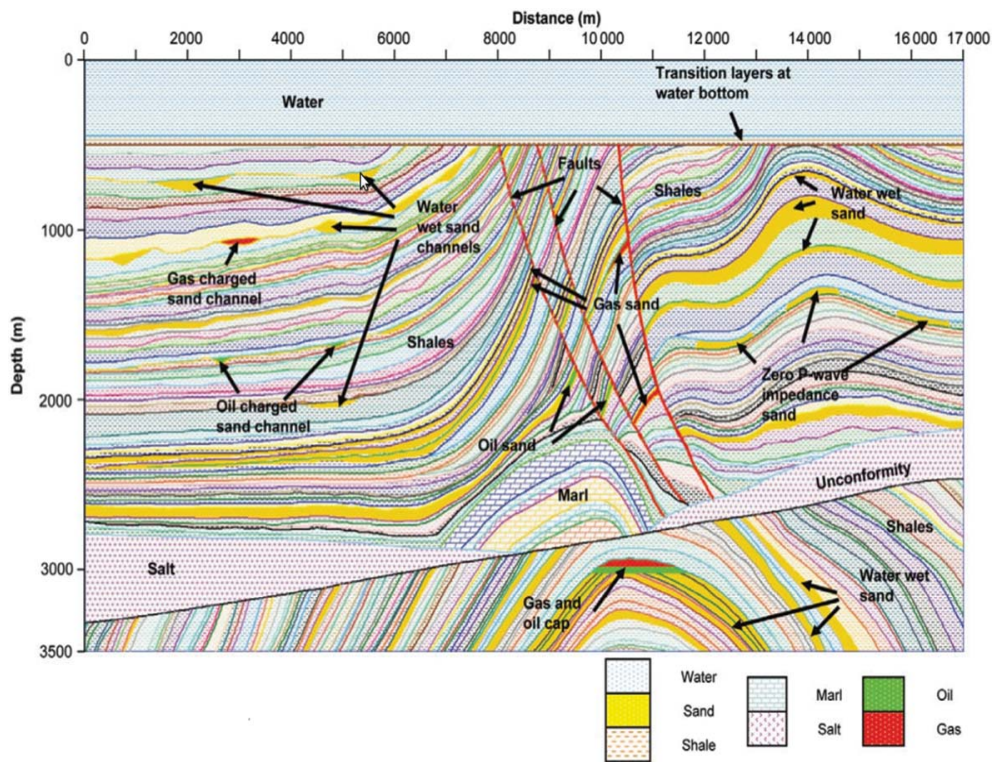 Distance (m)
0 2000 4000 6000 8000 10 000 12 000 14 000 16 000 17 000
0
Water
Transition layers at
water bottom
Faults
Shales
Water wet
sand
Water
wet sand
channels
1000
Gas charged
sand channel
Gas sand
Shales
Depth (m)
Zero P-wave
impedance
sand
2000
Oil charged
sand channel
Oil sand
Marl
Unconformity
Shales
Salt
3000
Water wet
sand
Gas and
oil cap
3500
Water
Sand
Shale
Marl
Salt
Oil
Gas